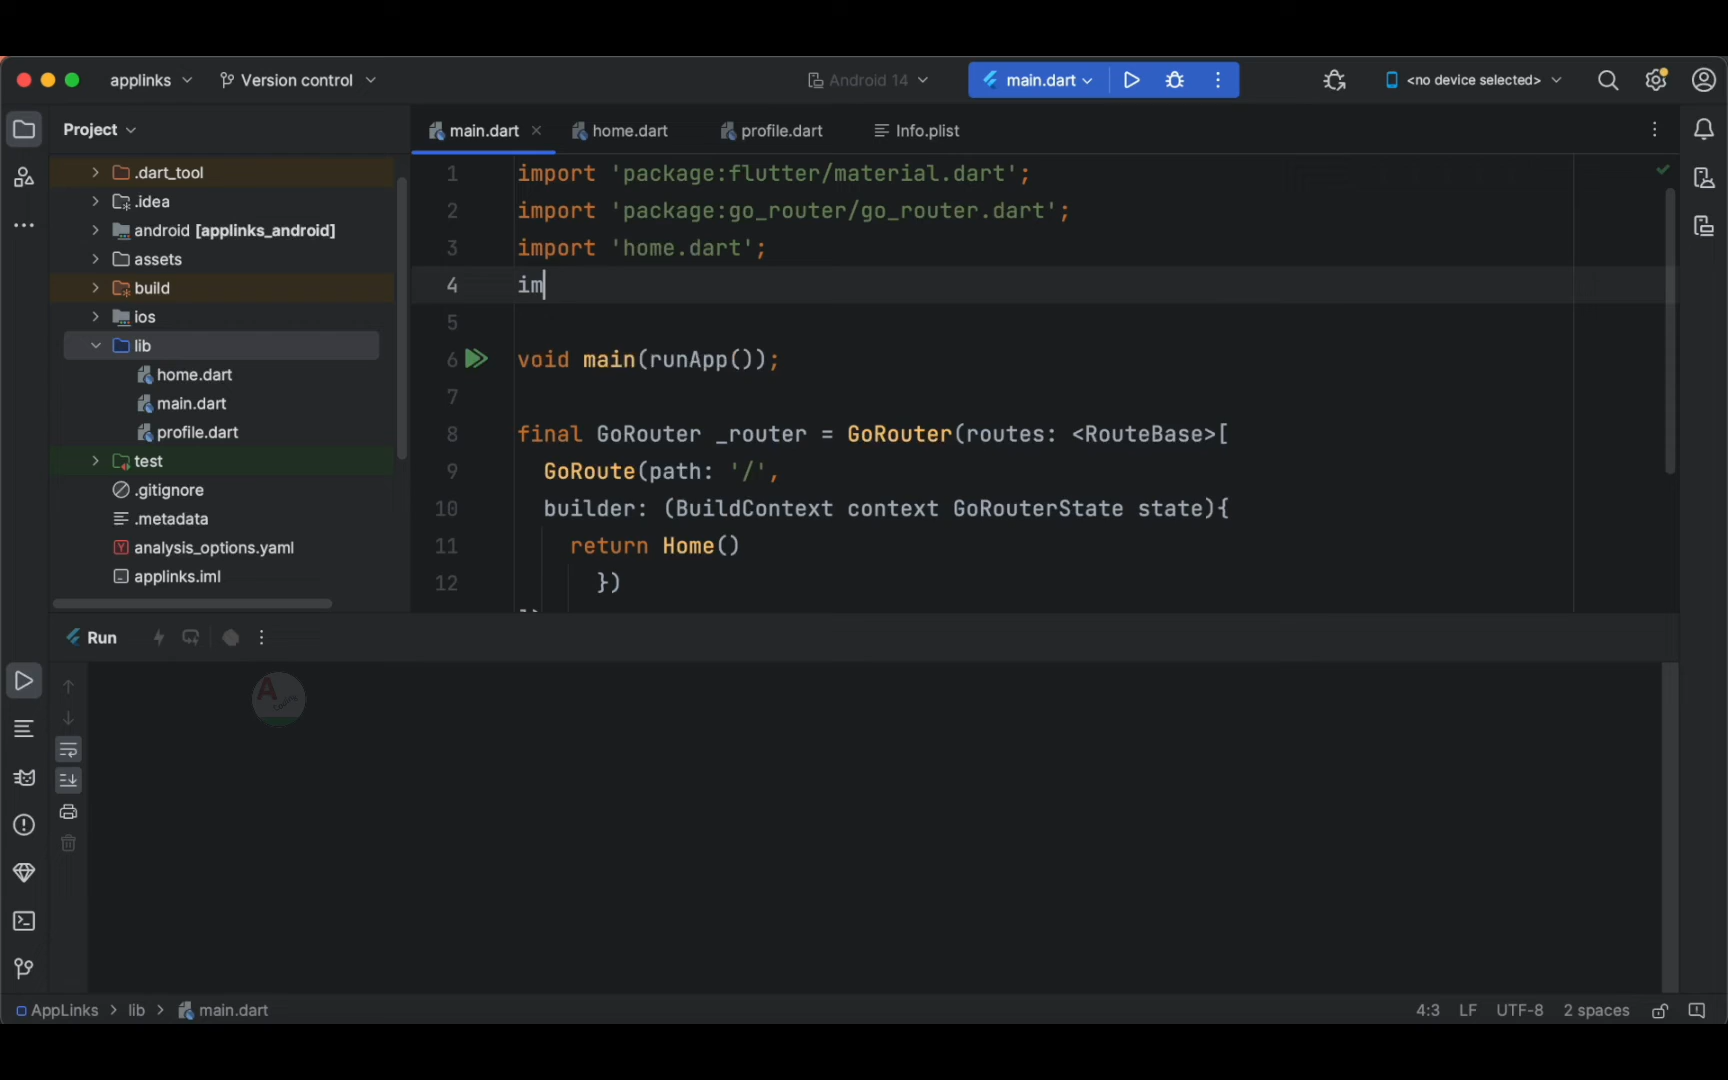 applinks
Version control
Android 14
main.dart
<no device selected>
Project
main.dart
home.dart
profile.dart
Info.plist
.dart_tool
.idea
android [applinks_android]
assets
build
ios
lib
home.dart
main.dart
profile.dart
test
.gitignore
.metadata
analysis_options.yaml
applinks.iml
1 import 'package:flutter/material.dart';
2 import 'package:go_router/go_router.dart';
3 import 'home.dart';
4 im
5
6 void main(runApp());
7
8 final GoRouter _router = GoRouter(routes: <RouteBase>[
9 GoRoute(path: '/',
10 builder: (BuildContext context GoRouterState state){
11 return Home()
12 })
Run
A
AppLinks > lib > main.dart
4:3 LF UTF-8 2 spaces